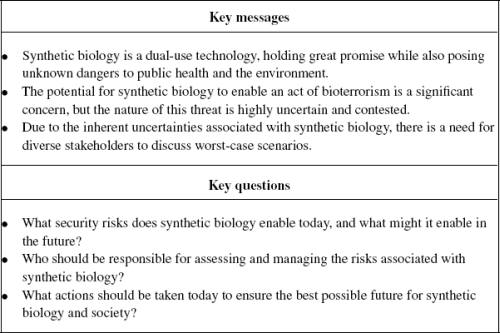 Key messages
● Synthetic biology is a dual-use technology, holding great promise while also posing
unknown dangers to public health and the environment.
● The potential for synthetic biology to enable an act of bioterrorism is a significant
concern, but the nature of this threat is highly uncertain and contested.
● Due to the inherent uncertainties associated with synthetic biology, there is a need for
diverse stakeholders to discuss worst-case scenarios.
Key questions
● What security risks does synthetic biology enable today, and what might it enable in
the future?
● Who should be responsible for assessing and managing the risks associated with
synthetic biology?
● What actions should be taken today to ensure the best possible future for synthetic
biology and society?